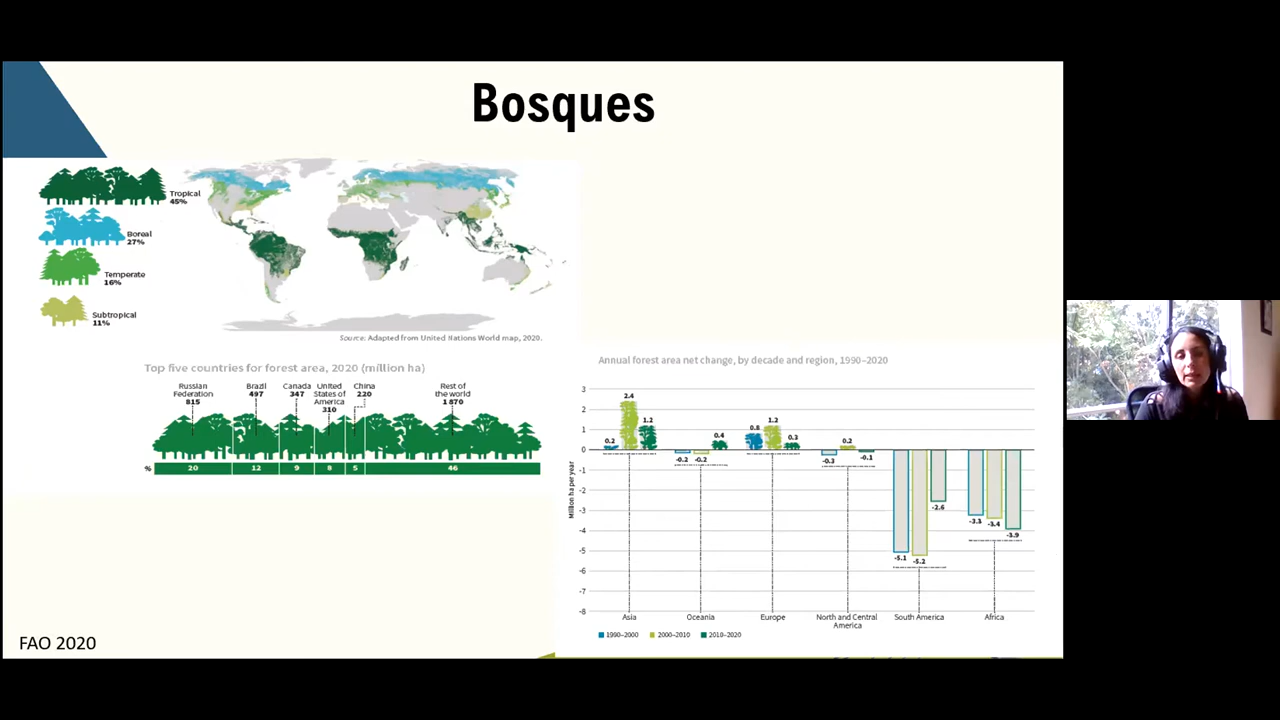 Bosques
Tropical
45%
Boreal
27%
Temperate
16%
Subtropical
11%
Source: Adapted from United Nations World map, 2020.
Top five countries for forest area, 2020 (million ha)
Russian
Federation
815
Brazil
497
Canada
347
United
States of
America
310
China
220
Rest of
the world
1 870
% 20 12 9 8 5 46
Annual forest area net change, by decade and region, 1990–2020
Million ha per year
3
2
1
0
-1
-2
-3
-4
-5
-6
-7
-8
0.2 2.4 1.2
-0.2 -0.2 0.4
0.8 1.2 0.3
-0.3 0.2 -0.1
-5.1 -5.2 -2.6
-3.3 -3.4 -3.9
Asia
Oceania
Europe
North and Central
America
South America
Africa
1990–2000 2000–2010 2010–2020
FAO 2020